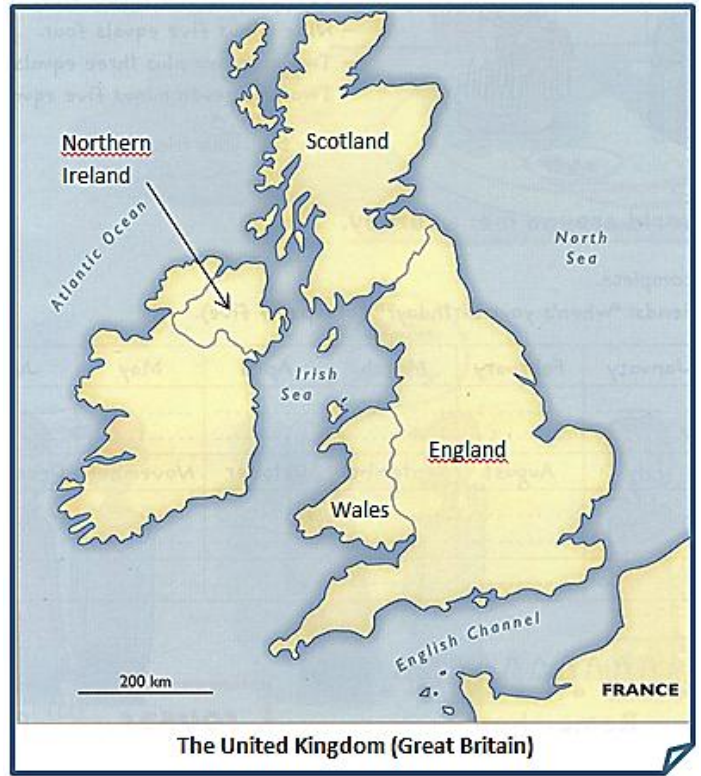 Scotland
Northern
Ireland
Atlantic Ocean
North
Sea
Irish
Sea
England
Wales
English Channel
200 km
FRANCE
The United Kingdom (Great Britain)